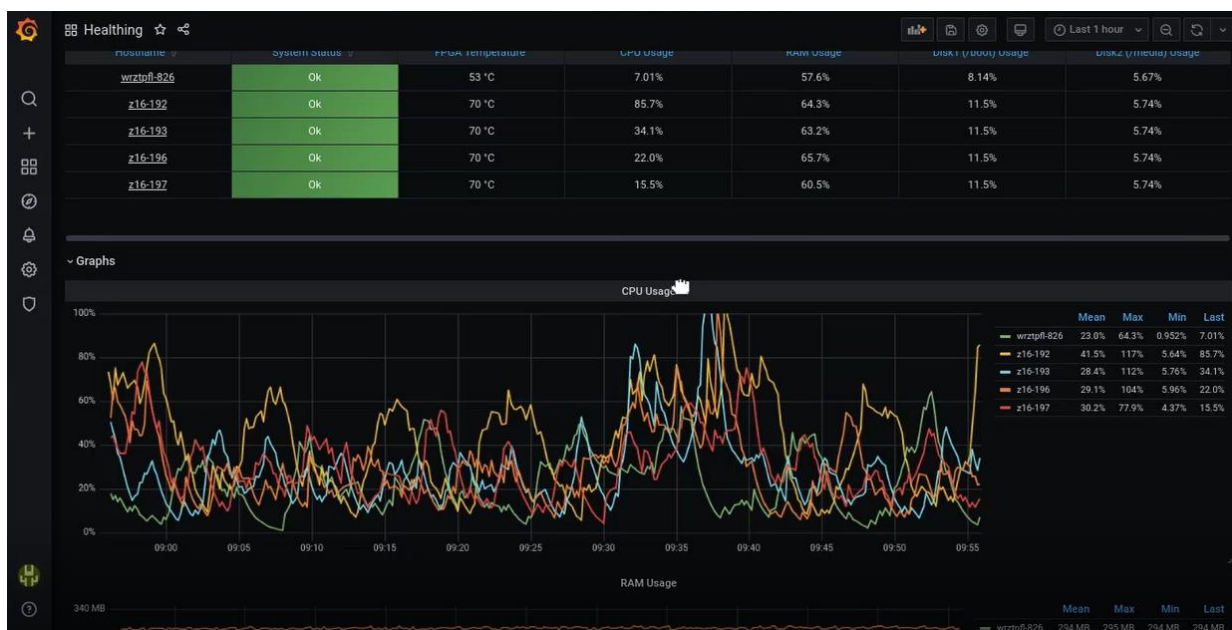 Healthing
Last 1 hour
Hostname System Status FPGA Temperature CPU Usage RAM Usage Disk1 (/boot) Usage Disk2 (/media) Usage
wrztpfl-826 Ok 53 °C 7.01% 57.6% 8.14% 5.67%
z16-192 Ok 70 °C 85.7% 64.3% 11.5% 5.74%
z16-193 Ok 70 °C 34.1% 63.2% 11.5% 5.74%
z16-196 Ok 70 °C 22.0% 65.7% 11.5% 5.74%
z16-197 Ok 70 °C 15.5% 60.5% 11.5% 5.74%
Graphs
CPU Usage
100%
80%
60%
40%
20%
0%
09:00 09:05 09:10 09:15 09:20 09:25 09:30 09:35 09:40 09:45 09:50 09:55
Mean Max Min Last
wrztpfl-826 23.0% 64.3% 0.952% 7.01%
z16-192 41.5% 117% 5.64% 85.7%
z16-193 28.4% 112% 5.76% 34.1%
z16-196 29.1% 104% 5.96% 22.0%
z16-197 30.2% 77.9% 4.37% 15.5%
RAM Usage
340 MB
Mean Max Min Last
wrztpfl-826 294 MB 295 MB 294 MB 294 MB